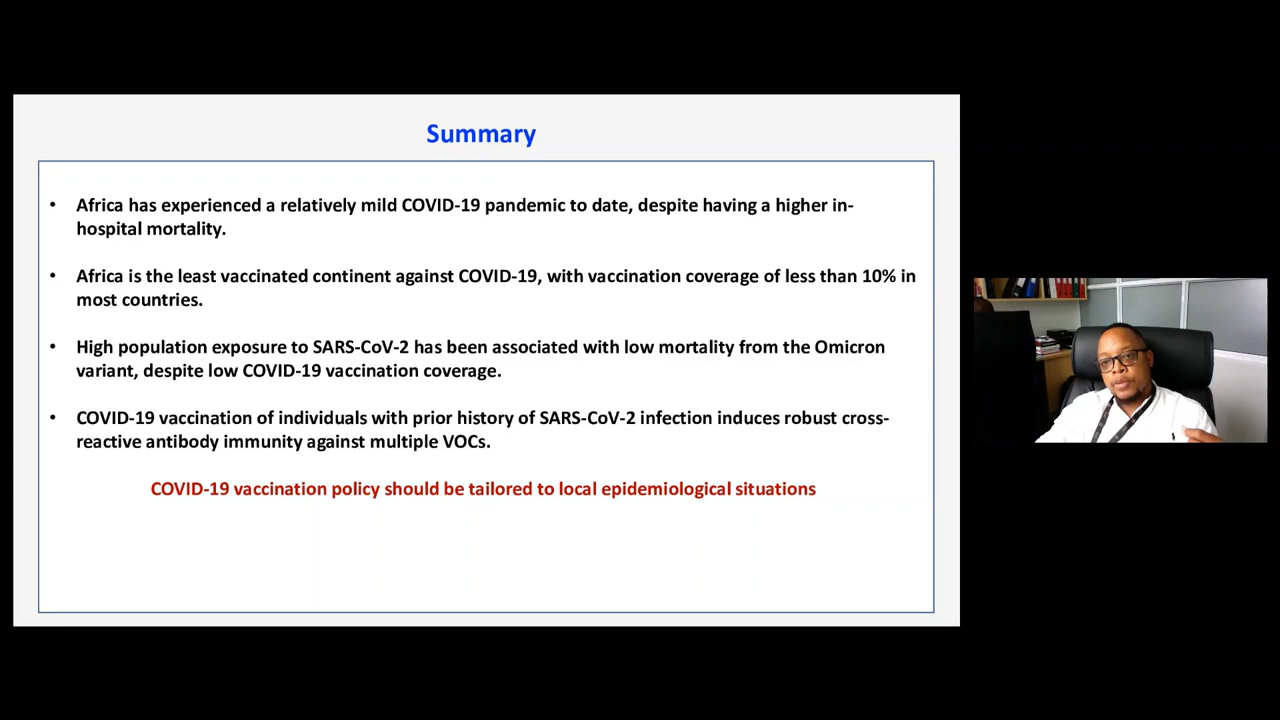 Summary
• Africa has experienced a relatively mild COVID-19 pandemic to date, despite having a higher in-
hospital mortality.
• Africa is the least vaccinated continent against COVID-19, with vaccination coverage of less than 10% in
most countries.
• High population exposure to SARS-CoV-2 has been associated with low mortality from the Omicron
variant, despite low COVID-19 vaccination coverage.
• COVID-19 vaccination of individuals with prior history of SARS-CoV-2 infection induces robust cross-
reactive antibody immunity against multiple VOCs.
COVID-19 vaccination policy should be tailored to local epidemiological situations